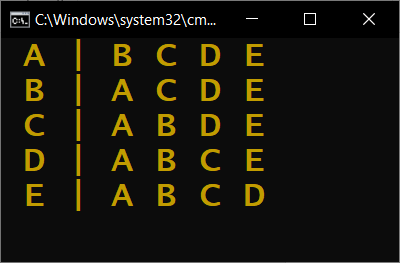 C:\Windows\system32\cm...
A | B C D E
B | A C D E
C | A B D E
D | A B C E
E | A B C D